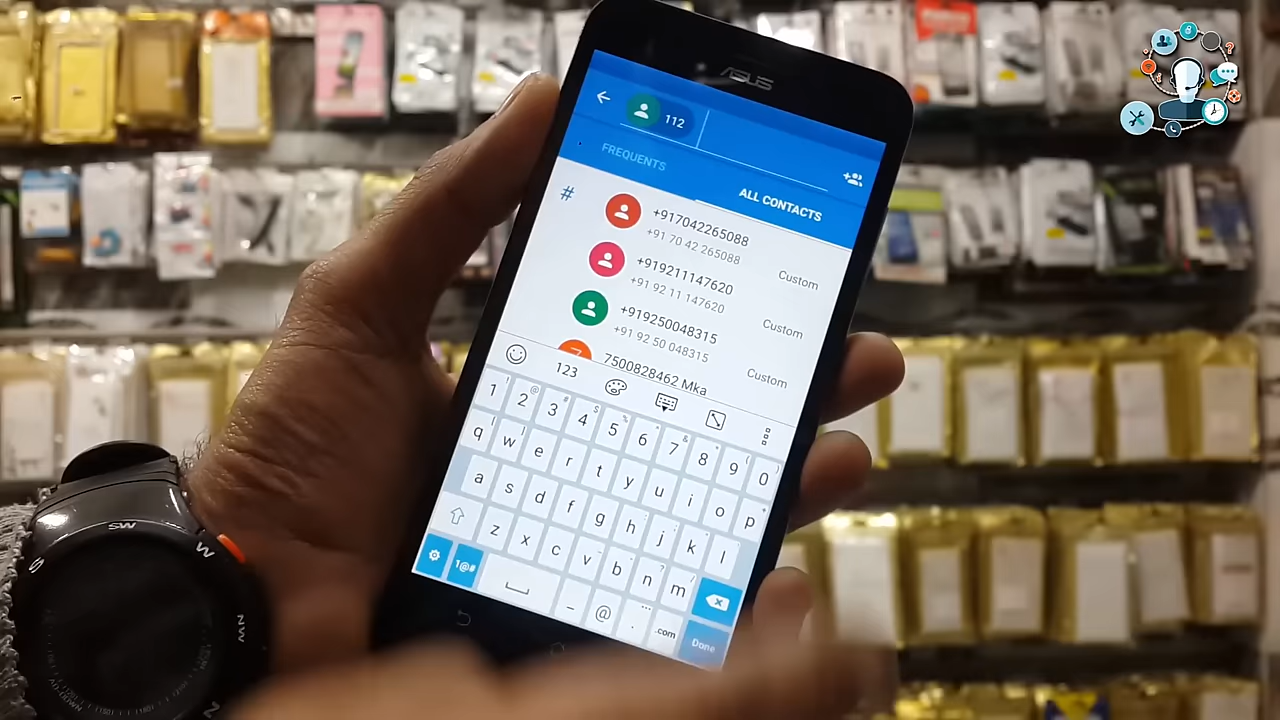 ASUS
112
FREQUENTS
ALL CONTACTS
#
+917042265088
+91 70 42 265088
Custom
+919211147620
+91 92 11 147620
Custom
+919250048315
+91 92 50 048315
Custom
7500828462 Mka
123
1 2 3 4 5 6 7 8 9 0
q w e r t y u i o p
a s d f g h j k l
z x c v b n m
1@# _ @ . .com Done
SW
S
W
NW
N